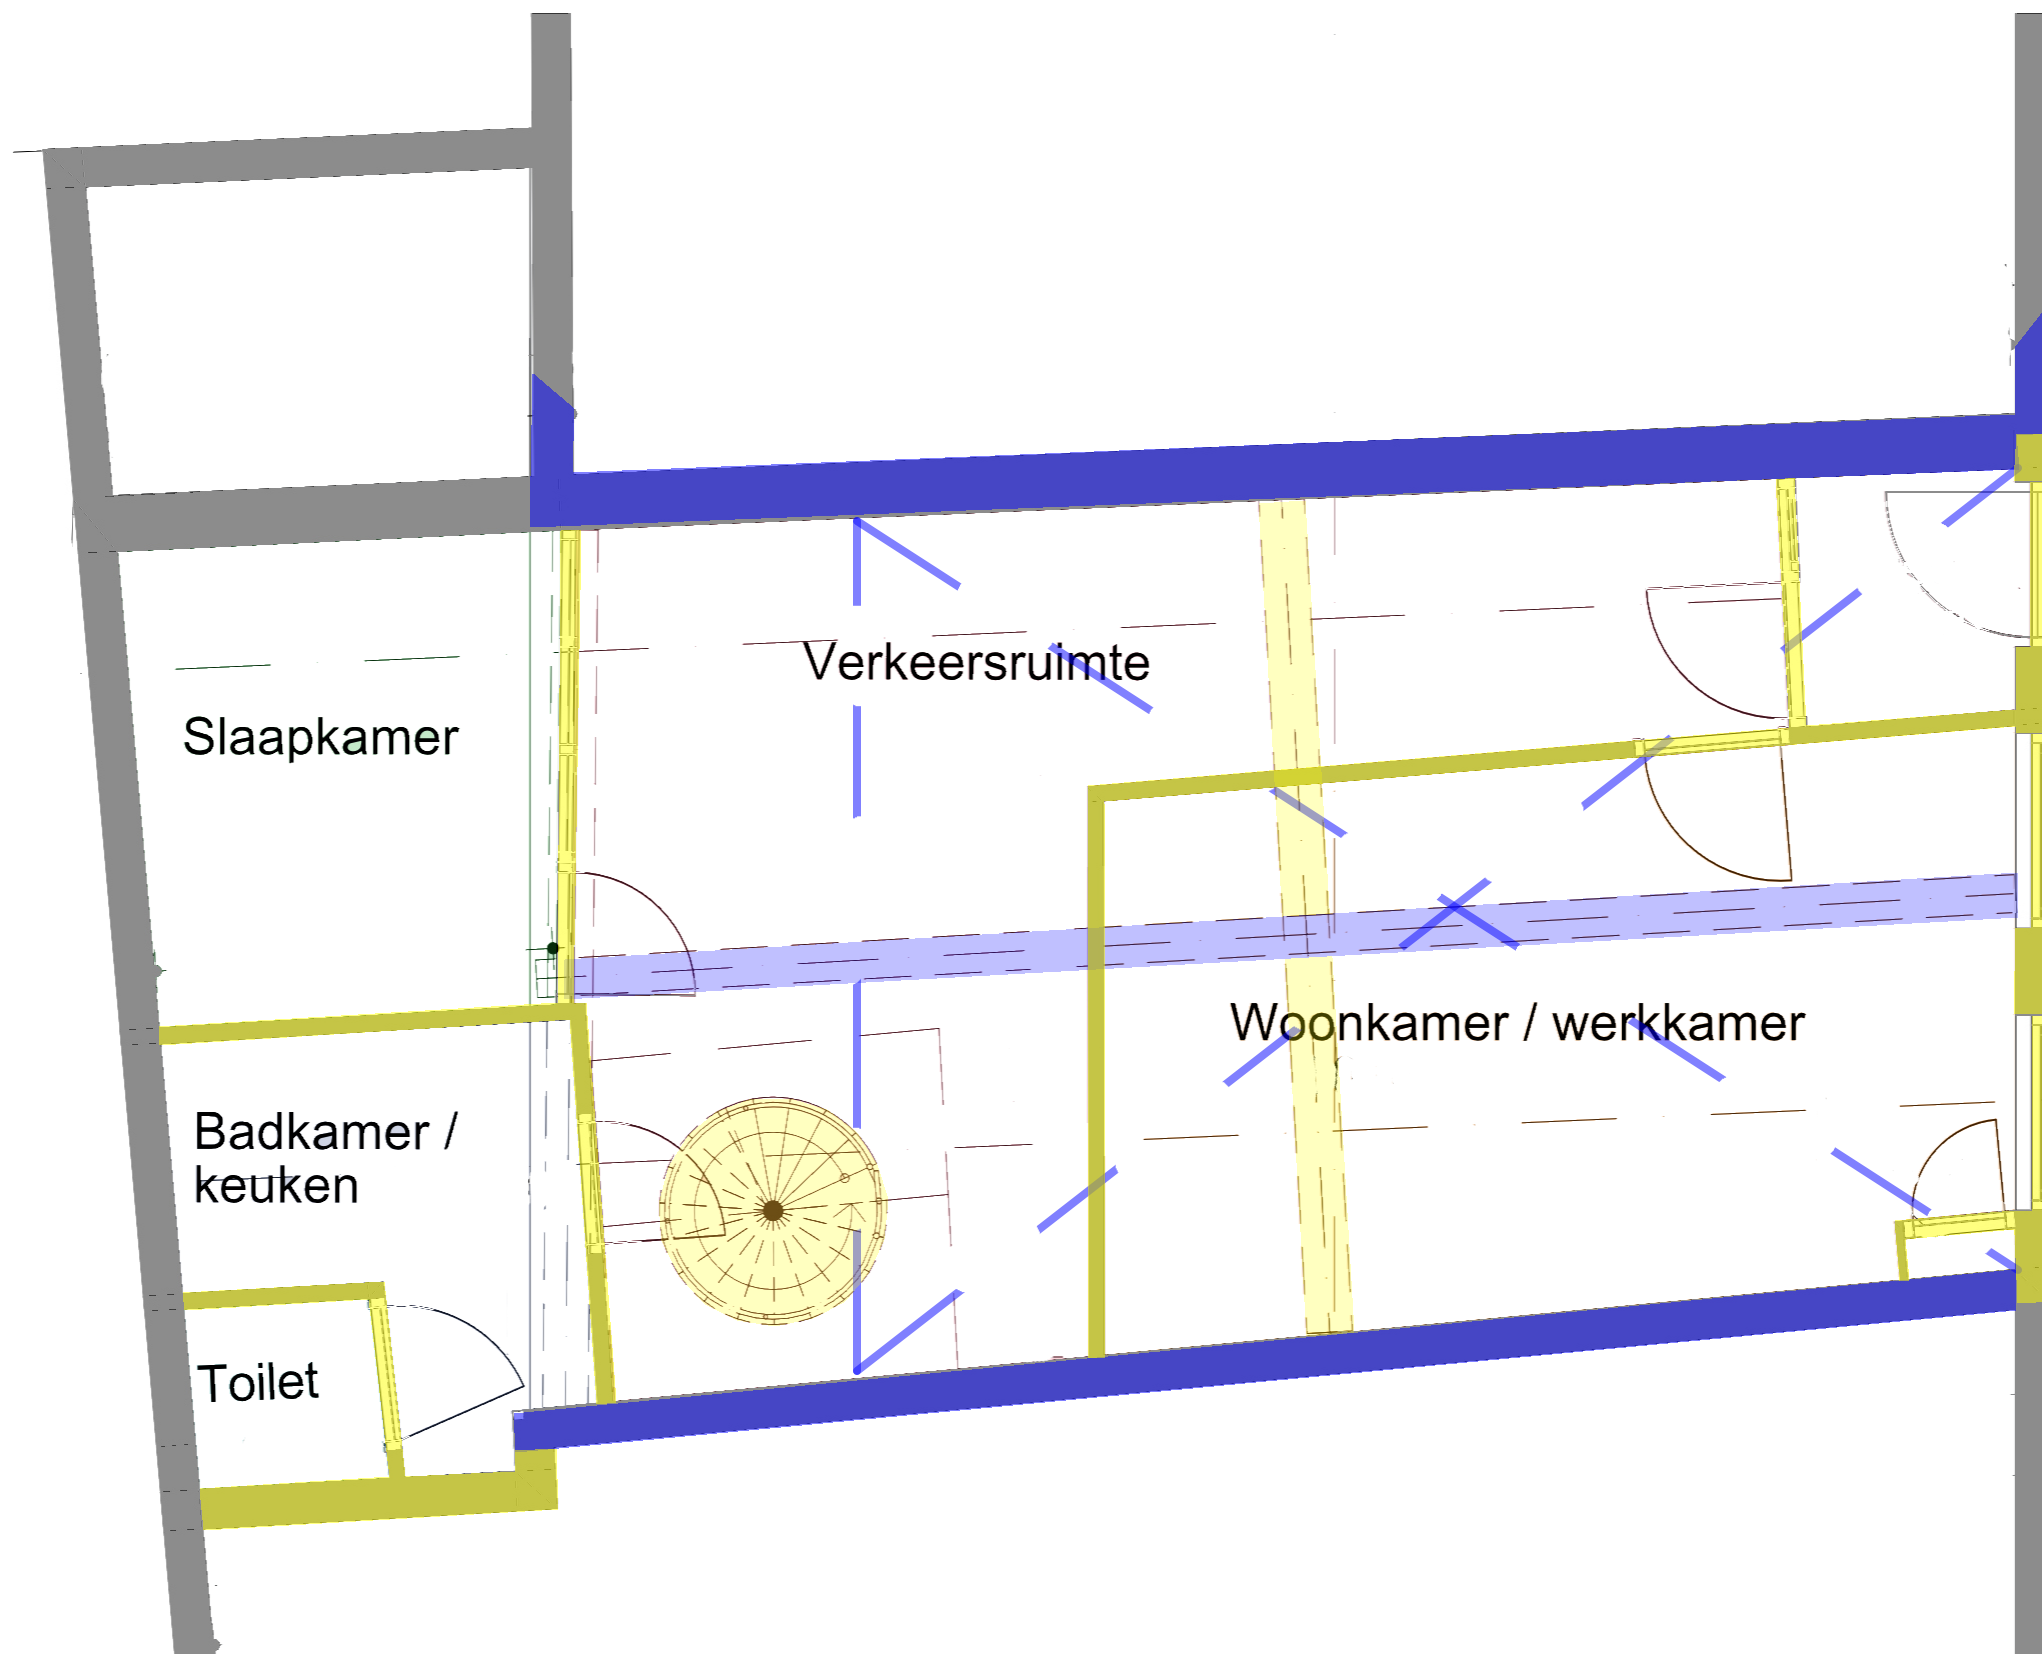 Verkeersruimte
Slaapkamer
Woonkamer / werkkamer
Badkamer /
keuken
Toilet